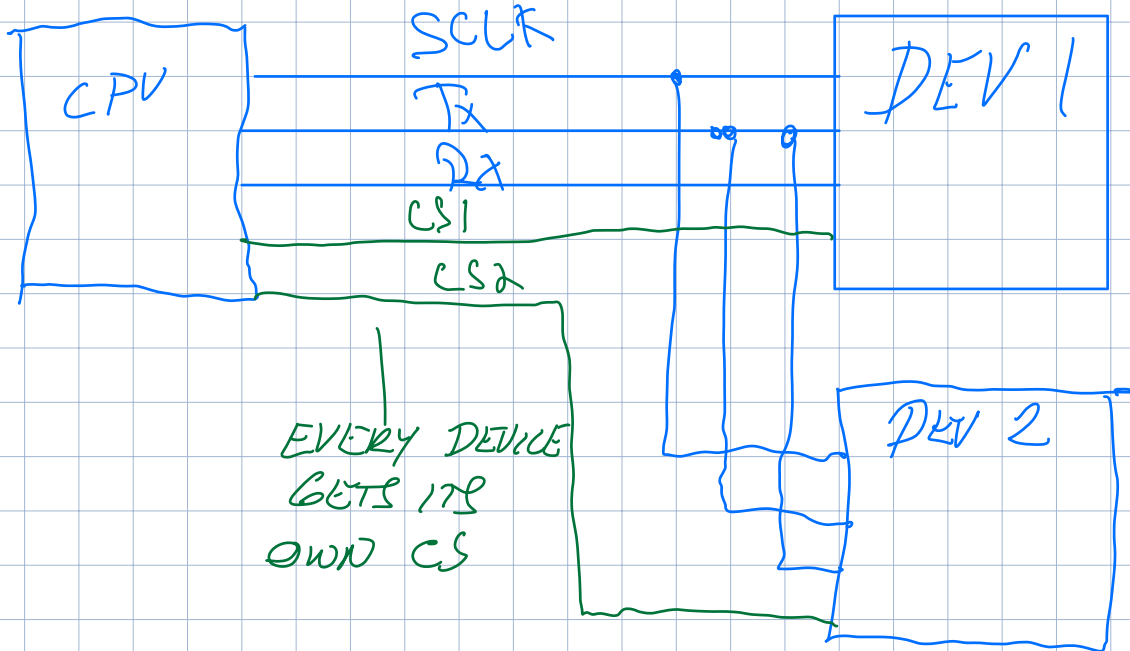 SCLK
CPU
DEV 1
Tx
Rx
CS1
CS2
DEV 2
EVERY DEVICE
GETS ITS
OWN CS